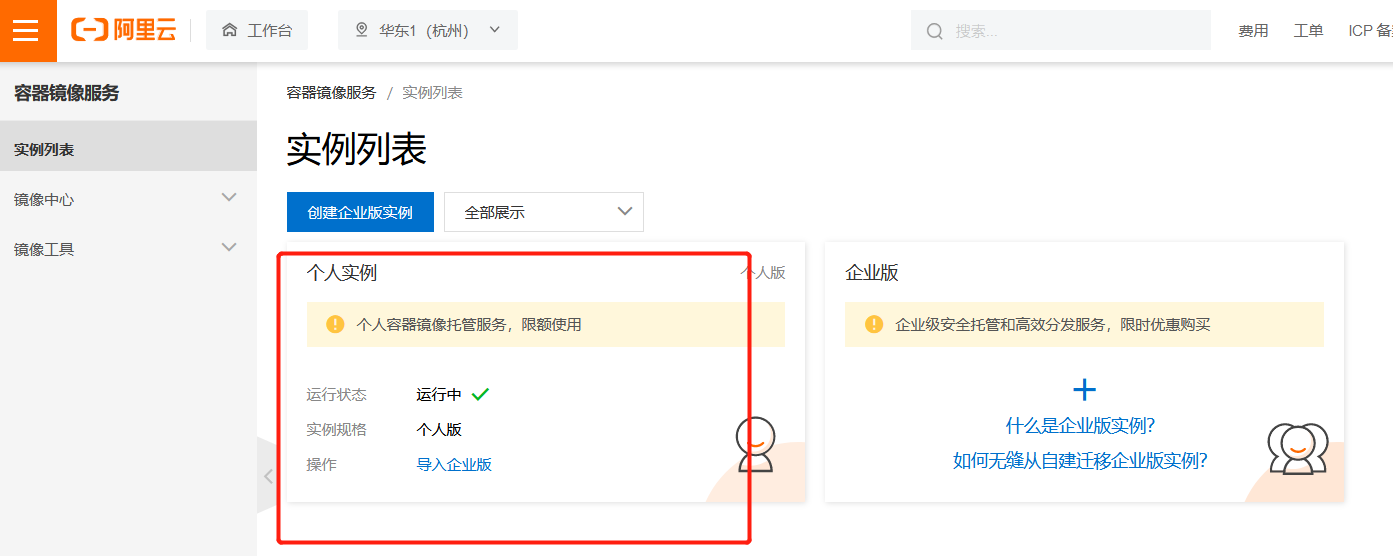 阿里云 工作台 华东1（杭州） 搜索... 费用 工单 ICP 备
容器镜像服务
实例列表
镜像中心
镜像工具
容器镜像服务 / 实例列表
实例列表
创建企业版实例 全部展示
个人实例 个人版
个人容器镜像托管服务，限额使用
运行状态 运行中
实例规格 个人版
操作 导入企业版
企业版
企业级安全托管和高效分发服务，限时优惠购买
什么是企业版实例？
如何无缝从自建迁移企业版实例？